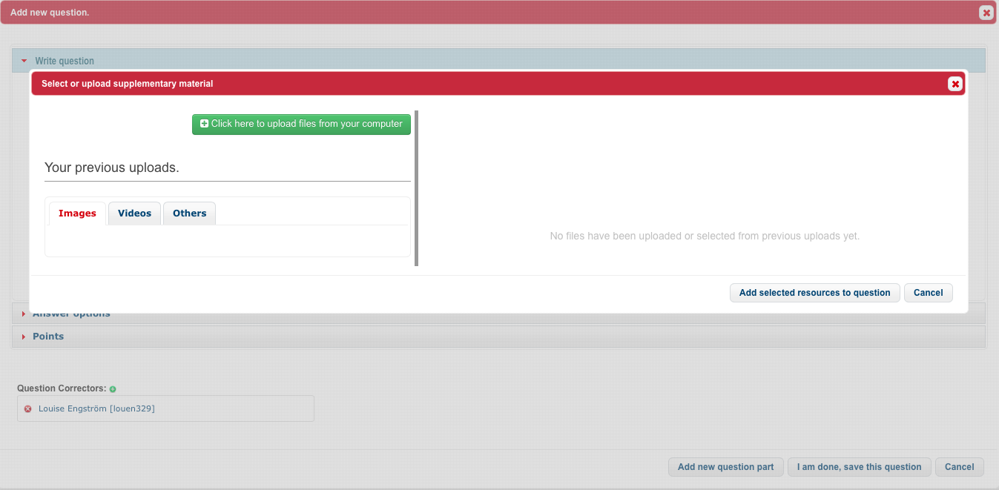 Add new question.
Write question
Select or upload supplementary material
Click here to upload files from your computer
Your previous uploads.
Images Videos Others
No files have been uploaded or selected from previous uploads yet.
Add selected resources to question Cancel
Answer options
Points
Question Correctors:
Louise Engström [louen329]
Add new question part I am done, save this question Cancel